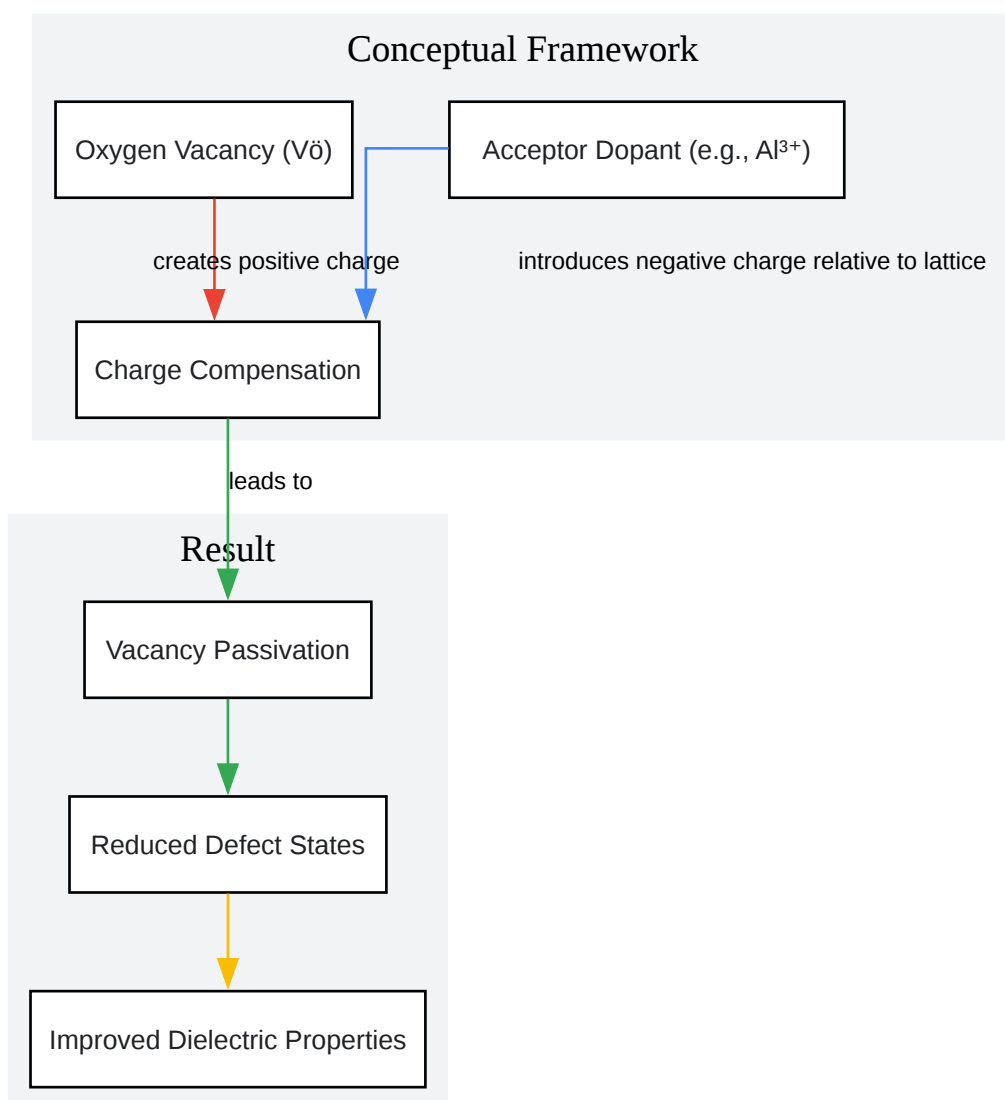 Conceptual Framework
Oxygen Vacancy (Vö)
Acceptor Dopant (e.g., Al³⁺)
creates positive charge
introduces negative charge relative to lattice
Charge Compensation
leads to
Result
Vacancy Passivation
Reduced Defect States
Improved Dielectric Properties